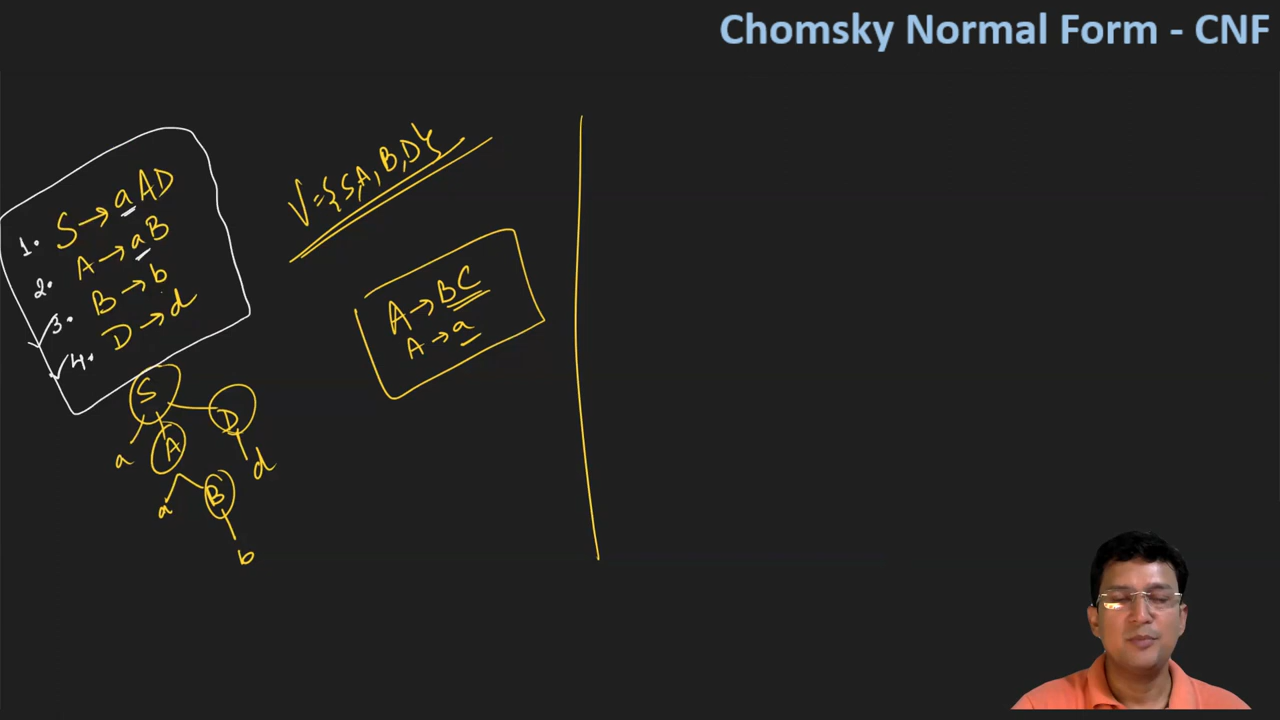 Chomsky Normal Form - CNF
1. S → aAD
2. A → aB
3. B → b
4. D → d
V = {S, A, B, D}
A → BC
A → a
S
D
a
A
d
a
B
b